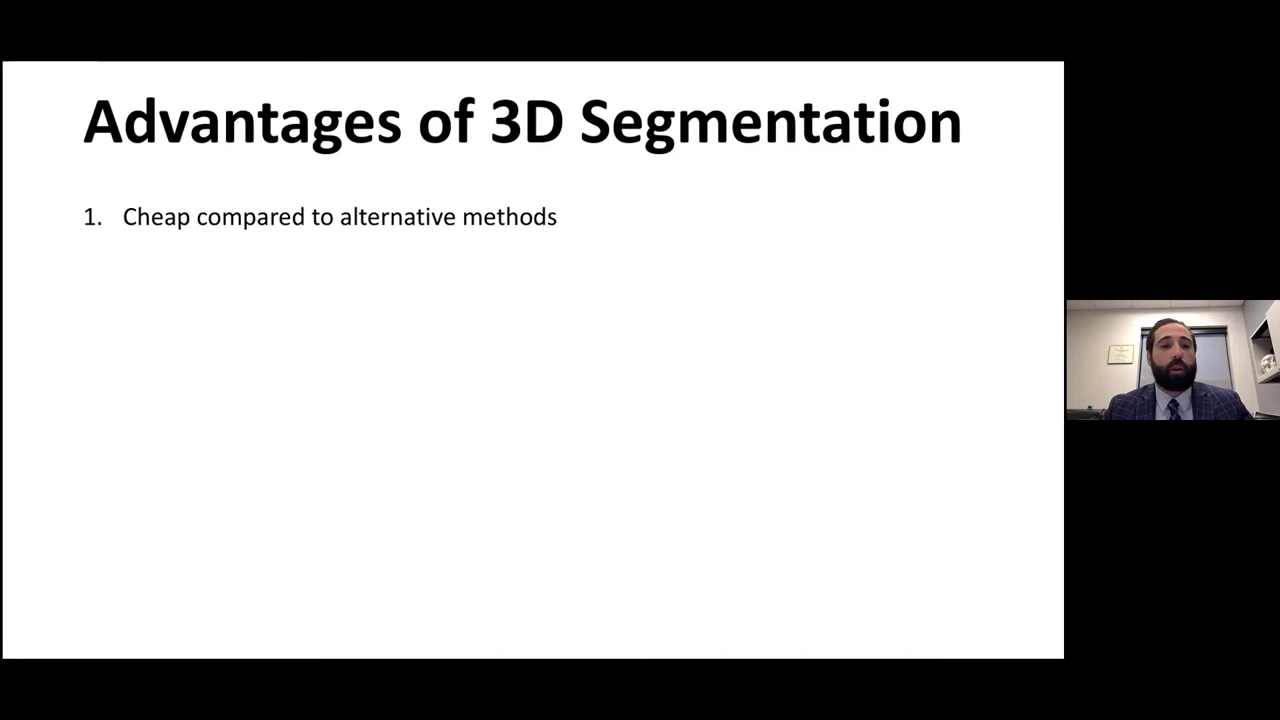 Advantages of 3D Segmentation
1. Cheap compared to alternative methods